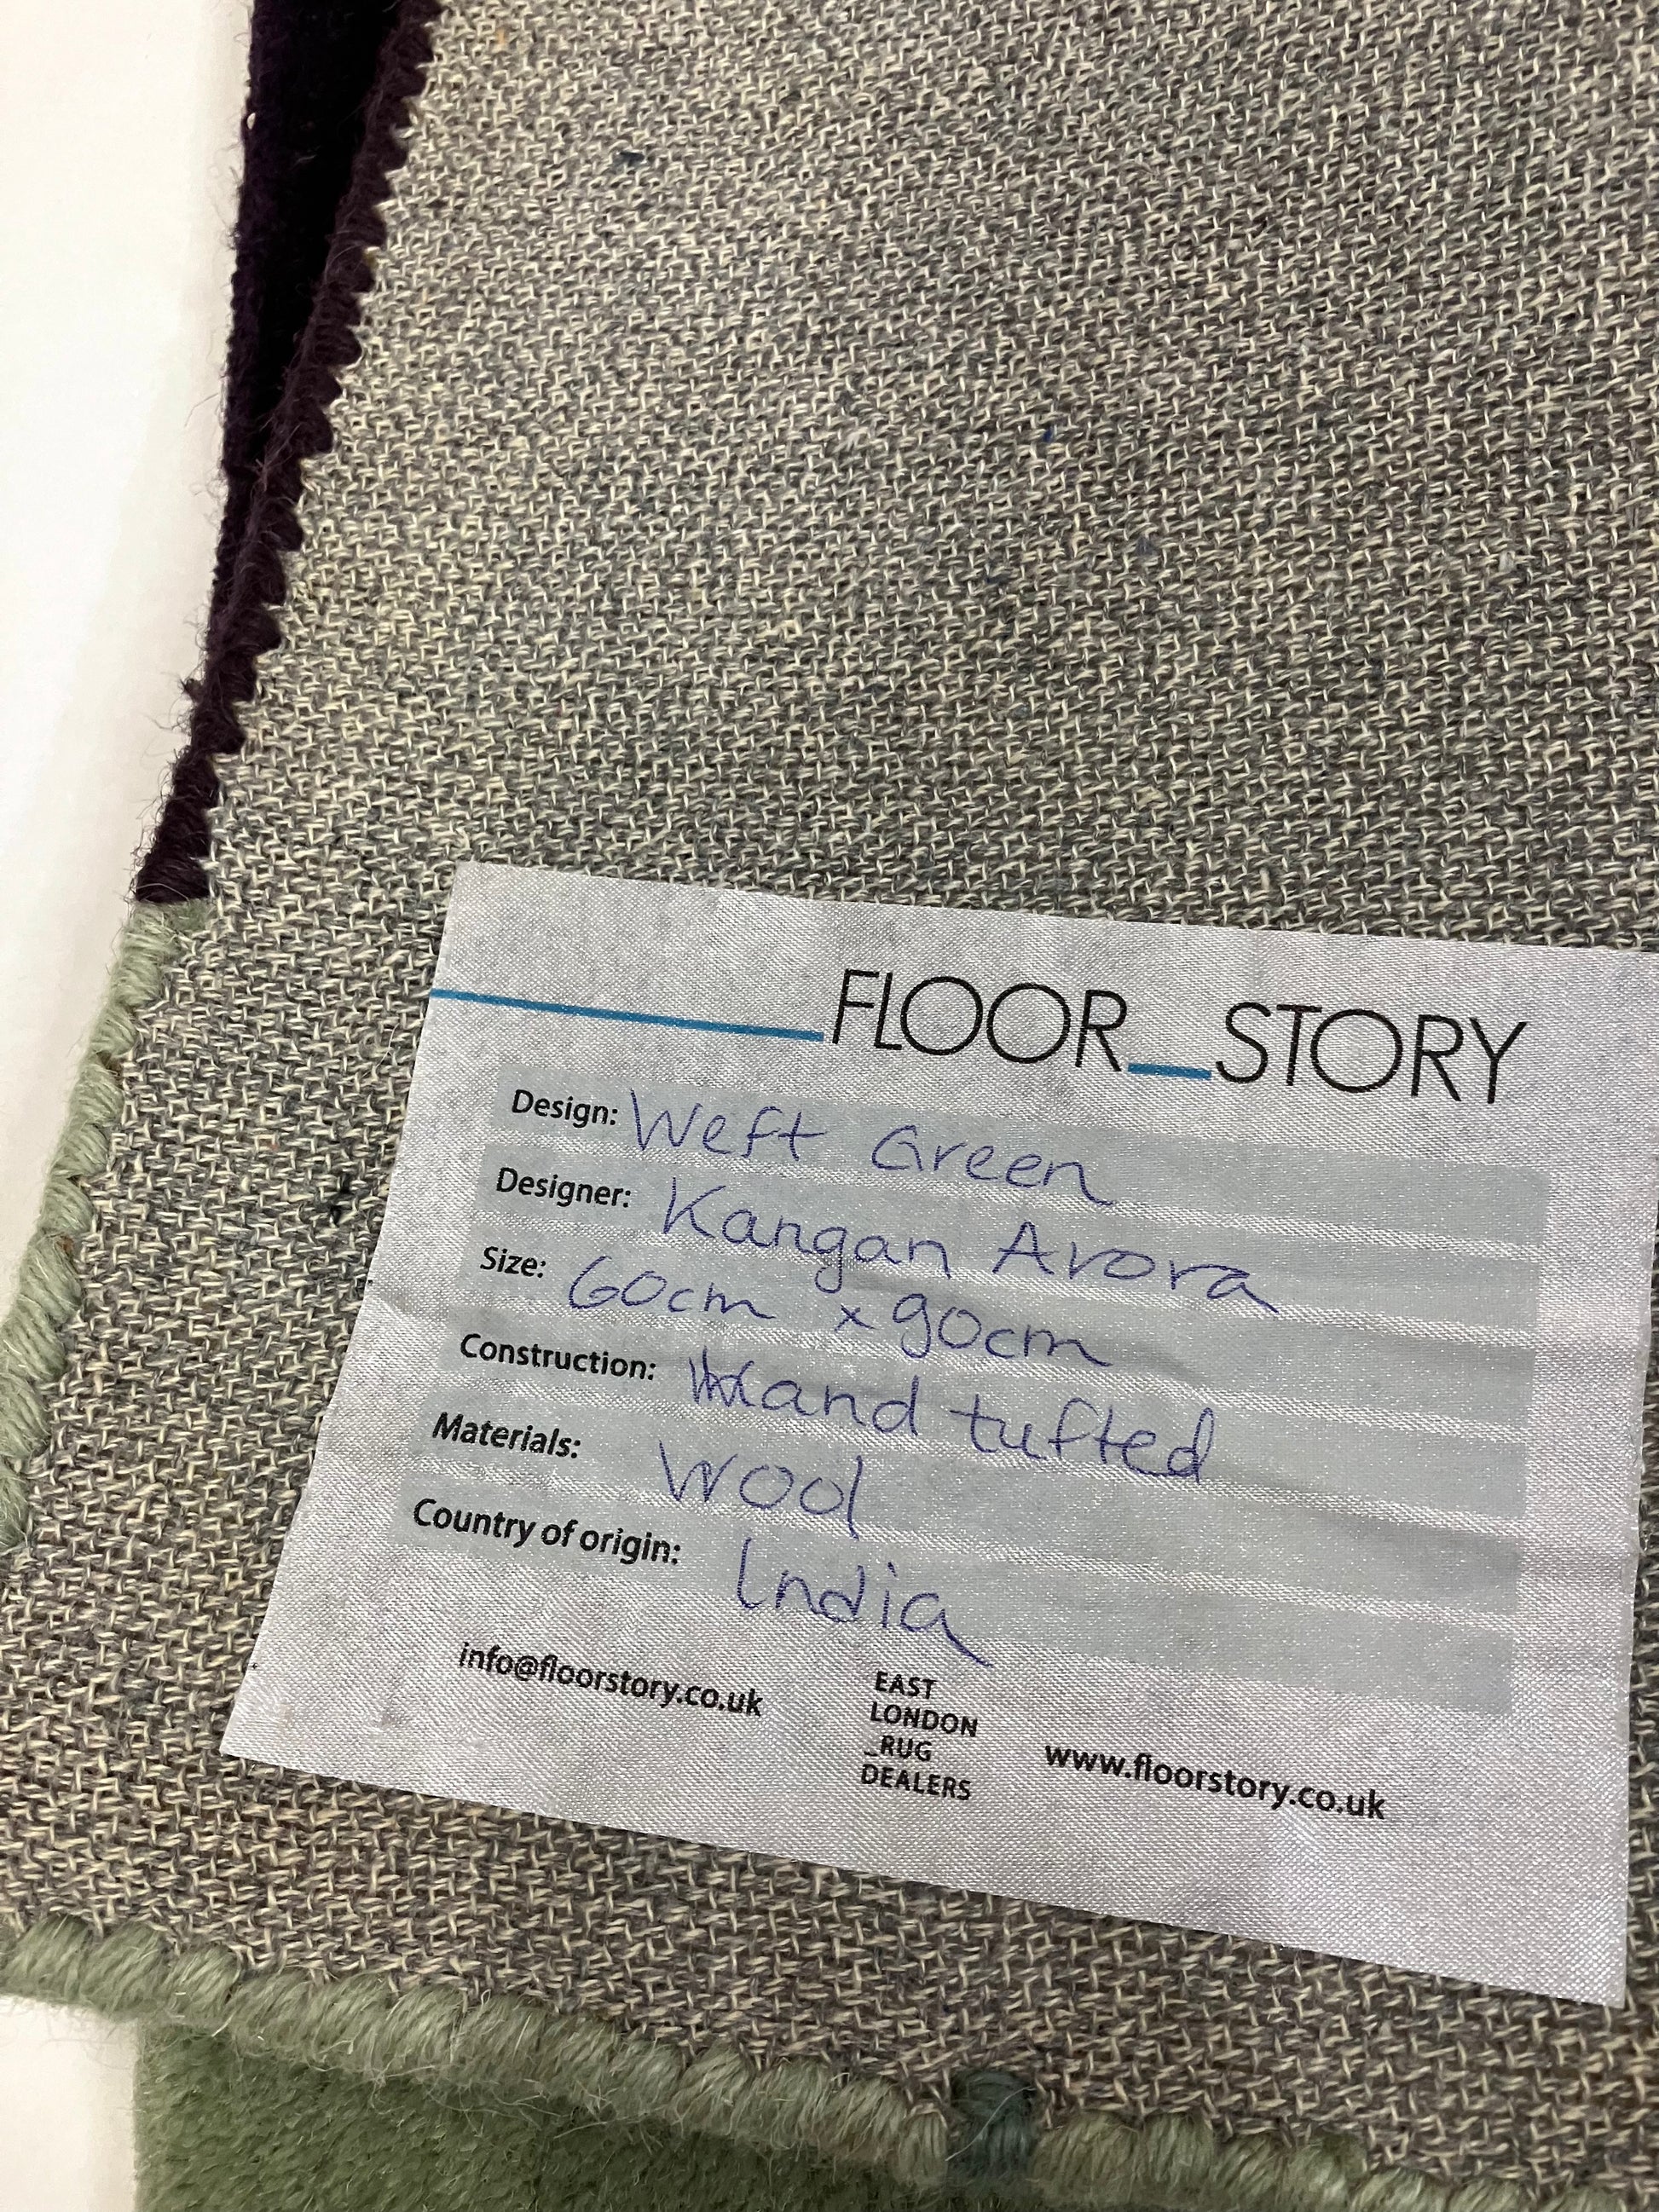 FLOOR_STORY
Design: Weft Green
Designer: Kangan Arora
Size: 60cm x 90cm
Construction: Hand tufted
Materials: Wool
Country of origin: India
info@floorstory.co.uk
EAST
LONDON
_RUG
DEALERS
www.floorstory.co.uk